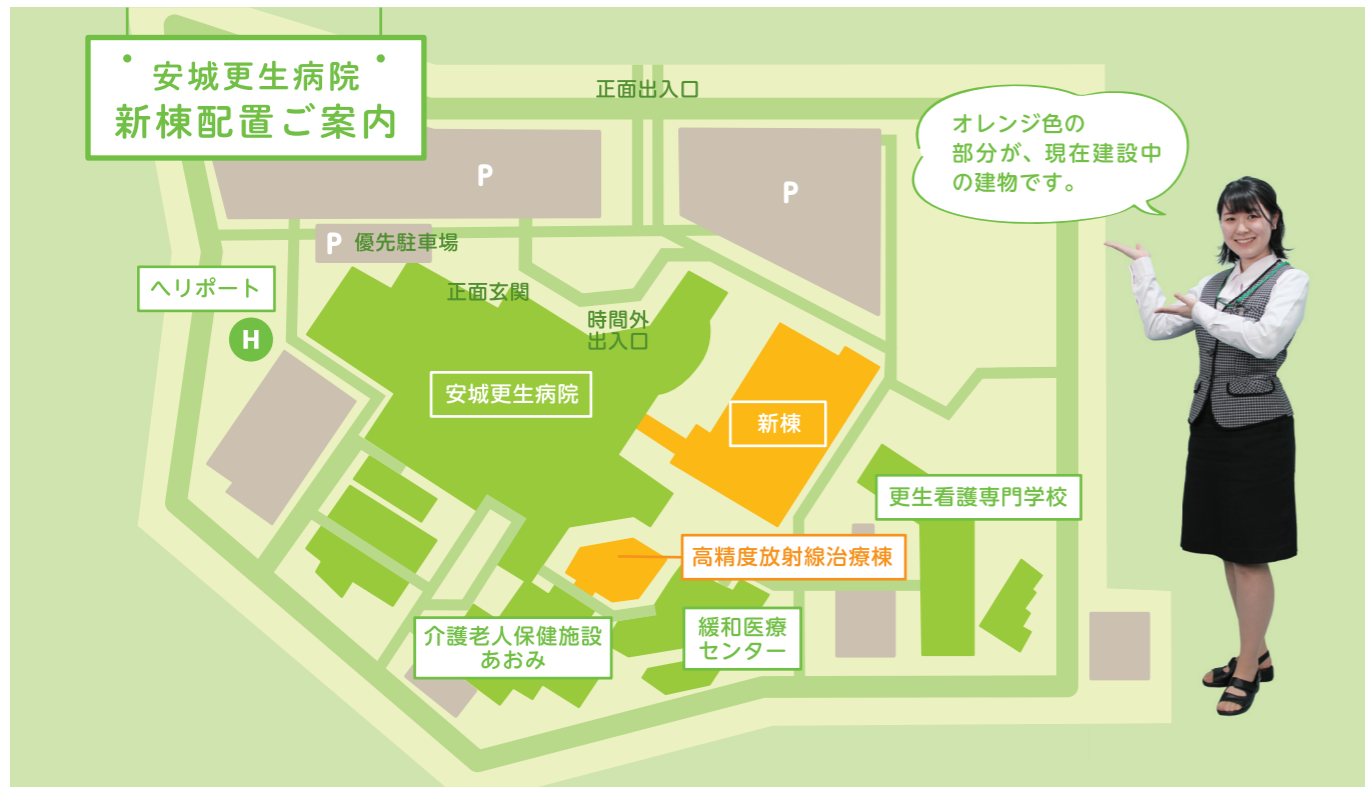 安城更生病院
新棟配置ご案内
正面出入口
オレンジ色の
部分が、現在建設中
の建物です。
P
P
P 優先駐車場
ヘリポート
正面玄関
時間外
出入口
H
安城更生病院
新棟
更生看護専門学校
高精度放射線治療棟
介護老人保健施設
あおみ
緩和医療
センター